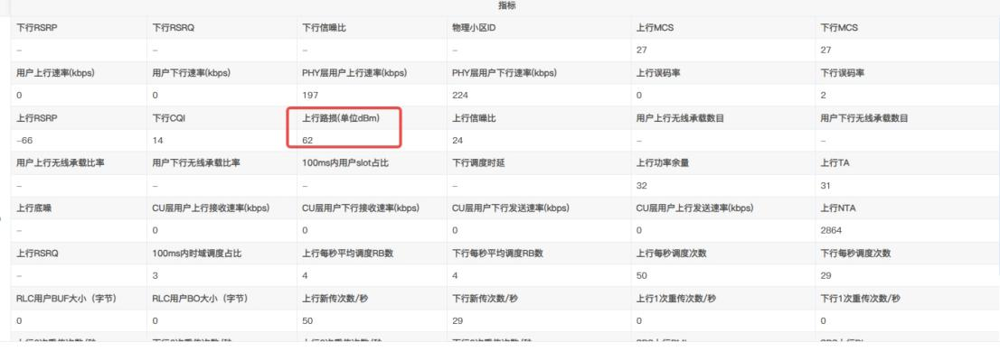 指标
下行RSRP 下行RSRQ 下行信噪比 物理小区ID 上行MCS 下行MCS
– – – – 27 27
用户上行速率(kbps) 用户下行速率(kbps) PHY层用户上行速率(kbps) PHY层用户下行速率(kbps) 上行误码率 下行误码率
0 0 197 224 0 2
上行RSRP 下行CQI 上行路损(单位dBm) 上行信噪比 用户上行无线承载数目 用户下行无线承载数目
–66 14 62 24 – –
用户上行无线承载比率 用户下行无线承载比率 100ms内用户slot占比 下行调度时延 上行功率余量 上行TA
– – – – 32 31
上行底噪 CU层用户上行接收速率(kbps) CU层用户下行接收速率(kbps) CU层用户下行发送速率(kbps) CU层用户上行发送速率(kbps) 上行NTA
– 0 0 0 0 2864
上行RSRQ 100ms内时域调度占比 上行每秒平均调度RB数 下行每秒平均调度RB数 上行每秒调度次数 下行每秒调度次数
– 3 4 4 50 29
RLC用户BUF大小（字节） RLC用户BO大小（字节） 上行新传次数/秒 下行新传次数/秒 上行1次重传次数/秒 下行1次重传次数/秒
0 0 50 29 0 0